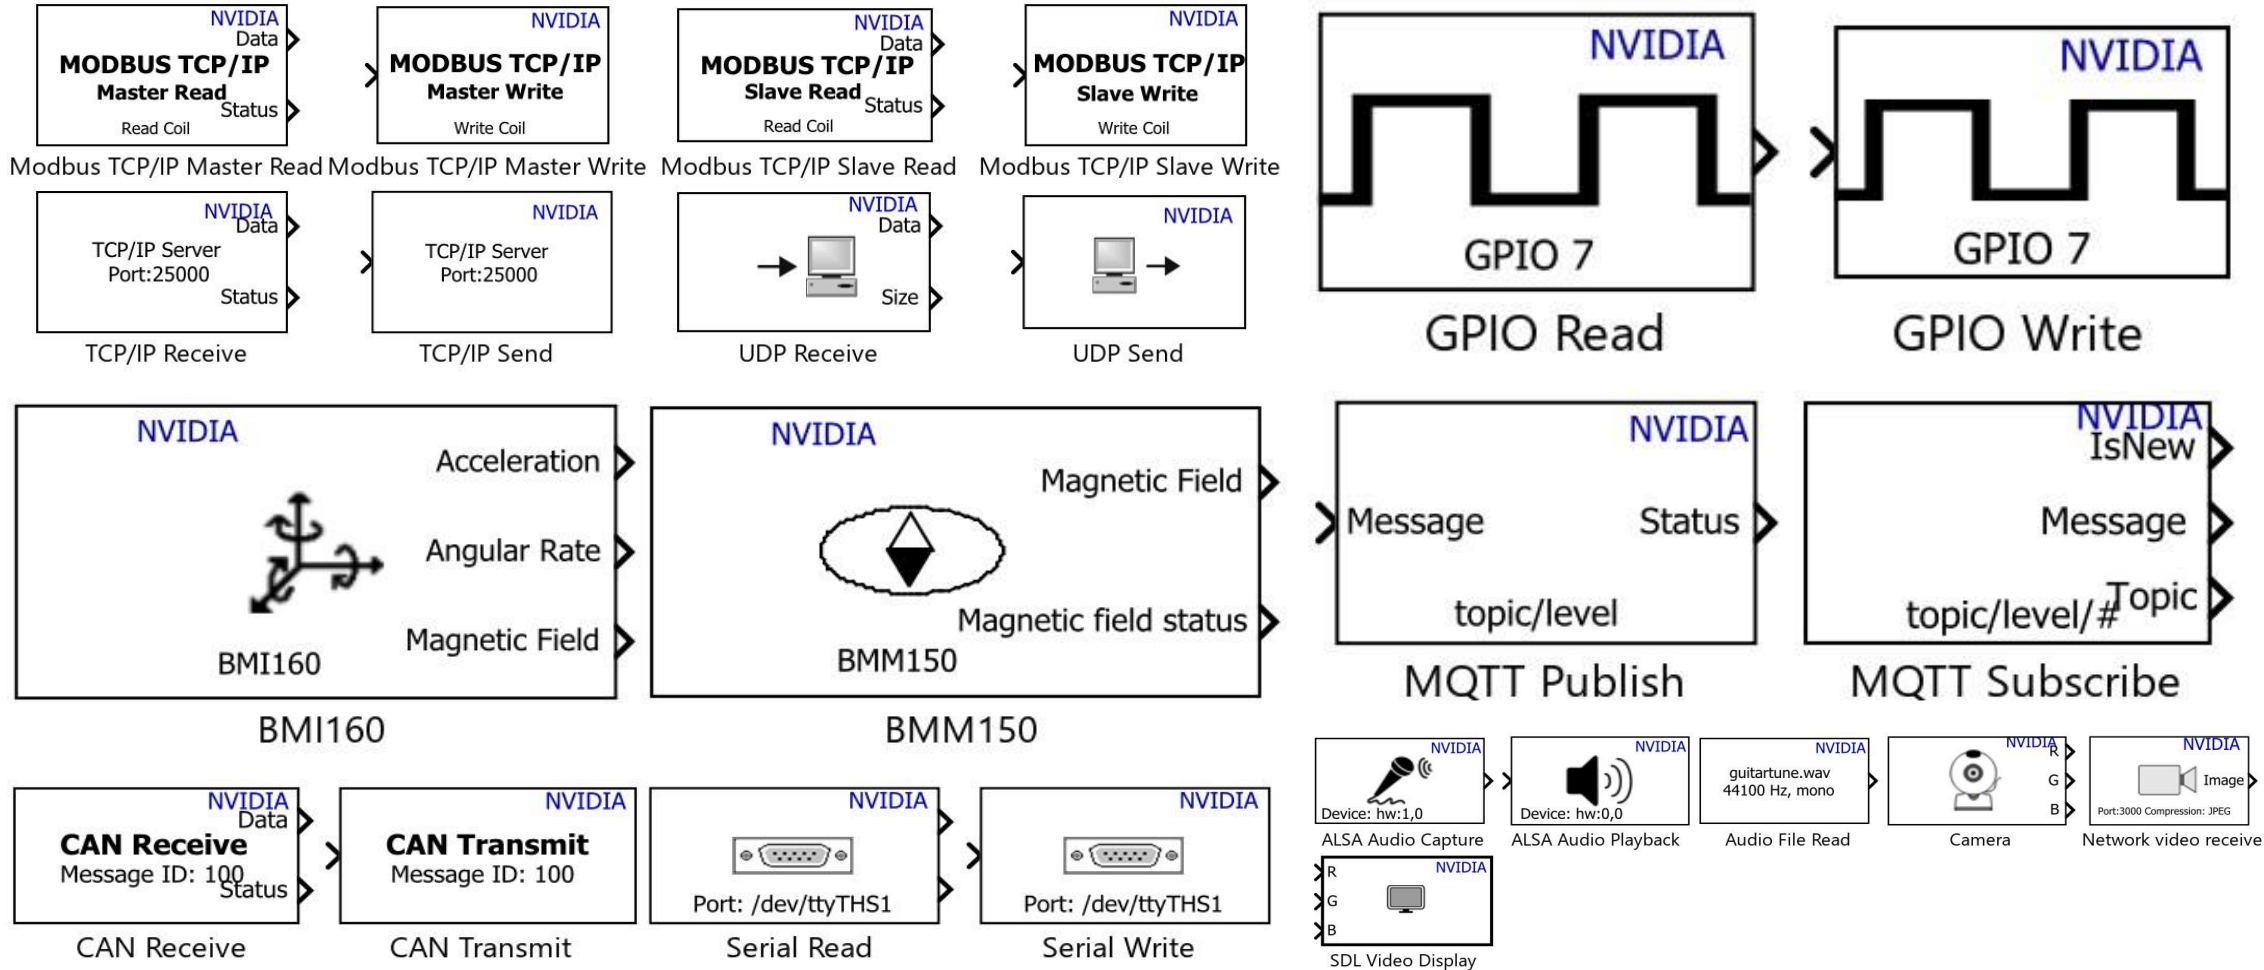 NVIDIA
Data
MODBUS TCP/IP
Master Read
Status
Read Coil
Modbus TCP/IP Master Read
NVIDIA
MODBUS TCP/IP
Master Write
Write Coil
Modbus TCP/IP Master Write
NVIDIA
Data
MODBUS TCP/IP
Slave Read
Status
Read Coil
Modbus TCP/IP Slave Read
NVIDIA
MODBUS TCP/IP
Slave Write
Write Coil
Modbus TCP/IP Slave Write
NVIDIA
GPIO 7
GPIO Read
NVIDIA
GPIO 7
GPIO Write
NVIDIA
Data
TCP/IP Server
Port:25000
Status
TCP/IP Receive
NVIDIA
TCP/IP Server
Port:25000
TCP/IP Send
NVIDIA
Data
Size
UDP Receive
NVIDIA
UDP Send
NVIDIA
Acceleration
Angular Rate
Magnetic Field
BMI160
BMI160
NVIDIA
Magnetic Field
Magnetic field status
BMM150
BMM150
NVIDIA
Message
Status
topic/level
MQTT Publish
NVIDIA
IsNew
Message
Topic
topic/level/#
MQTT Subscribe
NVIDIA
Data
CAN Receive
Message ID: 100
Status
CAN Receive
NVIDIA
CAN Transmit
Message ID: 100
CAN Transmit
NVIDIA
Port: /dev/ttyTHS1
Serial Read
NVIDIA
Port: /dev/ttyTHS1
Serial Write
NVIDIA
Device: hw:1,0
ALSA Audio Capture
NVIDIA
Device: hw:0,0
ALSA Audio Playback
NVIDIA
guitartune.wav
44100 Hz, mono
Audio File Read
NVIDIA
R
G
B
Camera
NVIDIA
Image
Port:3000 Compression: JPEG
Network video receive
NVIDIA
R
G
B
SDL Video Display